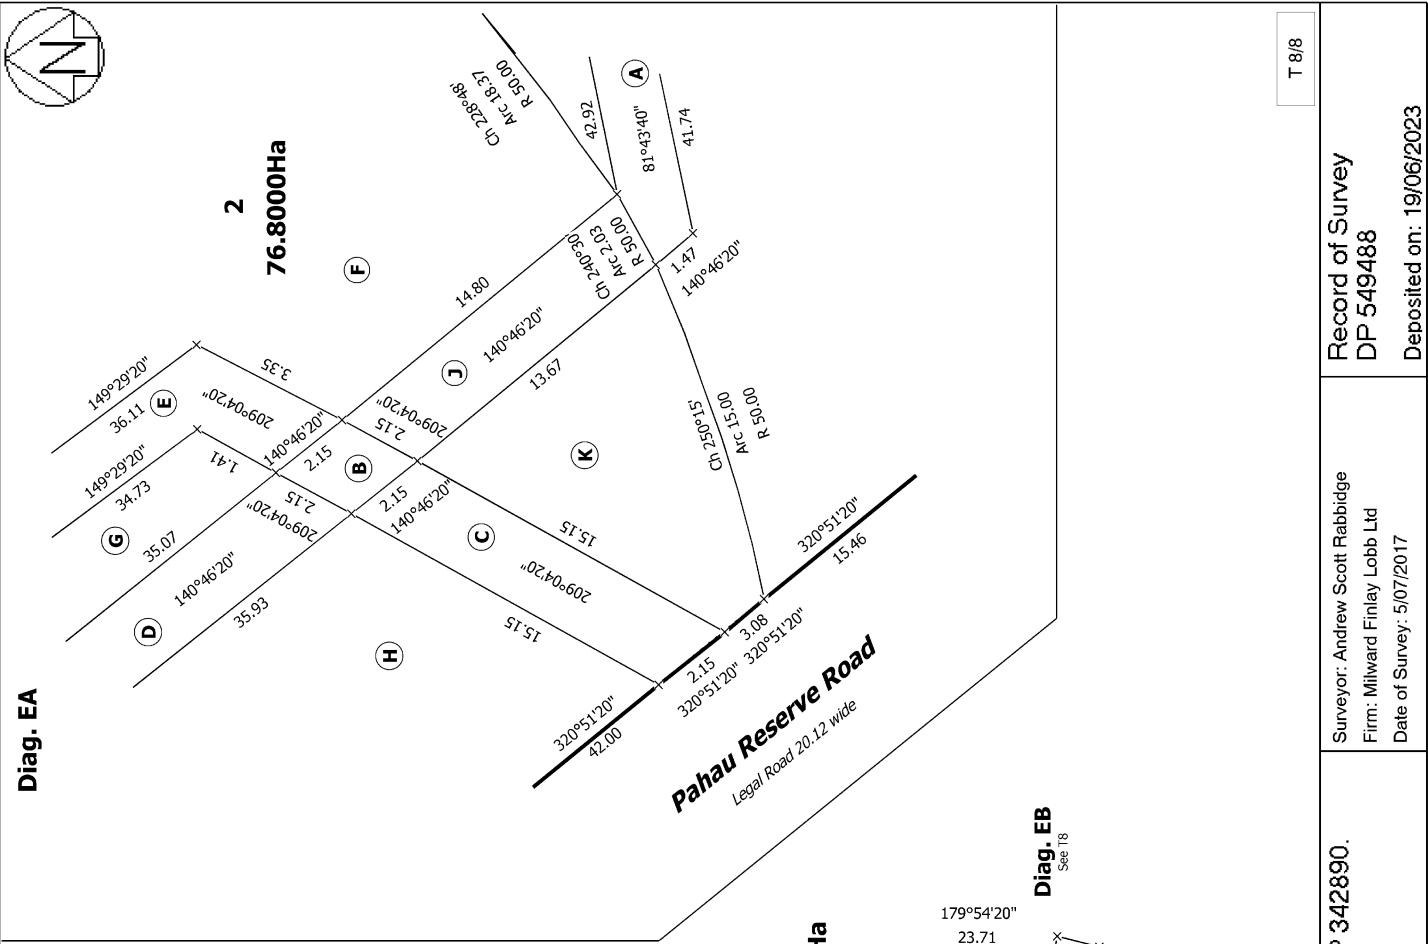 N
Diag. EA
2
76.8000Ha
F
A
E
G
D
B
J
K
C
H
Ch 228°48'
Arc 18.37
R 50.00
42.92
81°43'40"
41.74
Ch 240°30'
Arc 2.03
R 50.00
1.47
140°46'20"
14.80
140°46'20"
13.67
149°29'20"
36.11
3.35
209°04'20"
149°29'20"
34.73
1.41
140°46'20"
2.15
2.15
209°04'20"
2.15
209°04'20"
2.15
140°46'20"
35.07
140°46'20"
35.93
15.15
209°04'20"
15.15
Ch 250°15'
Arc 15.00
R 50.00
320°51'20"
15.46
3.08
320°51'20"
2.15
320°51'20"
320°51'20"
42.00
Pahau Reserve Road
Legal Road 20.12 wide
Diag. EB
See T8
179°54'20"
23.71
Ha
T 8/8
Record of Survey
DP 549488
Deposited on: 19/06/2023
Surveyor: Andrew Scott Rabbidge
Firm: Milward Finlay Lobb Ltd
Date of Survey: 5/07/2017
342890.